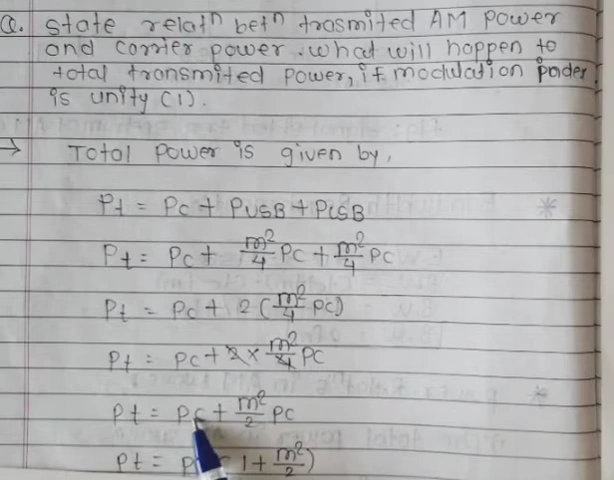 Q. state relatⁿ betⁿ trosmited AM power
and carrier power. what will happen to
total transmited power, if modulation index
is unity (1).
→ Total power is given by,
Pt = Pc + PUSB + PLSB
Pt = Pc + m²/4 Pc + m²/4 Pc
Pt = Pc + 2 (m²/4 Pc)
Pt = Pc + 2 × m²/4 Pc
Pt = Pc + m²/2 Pc
Pt = P 1 + m²/2)